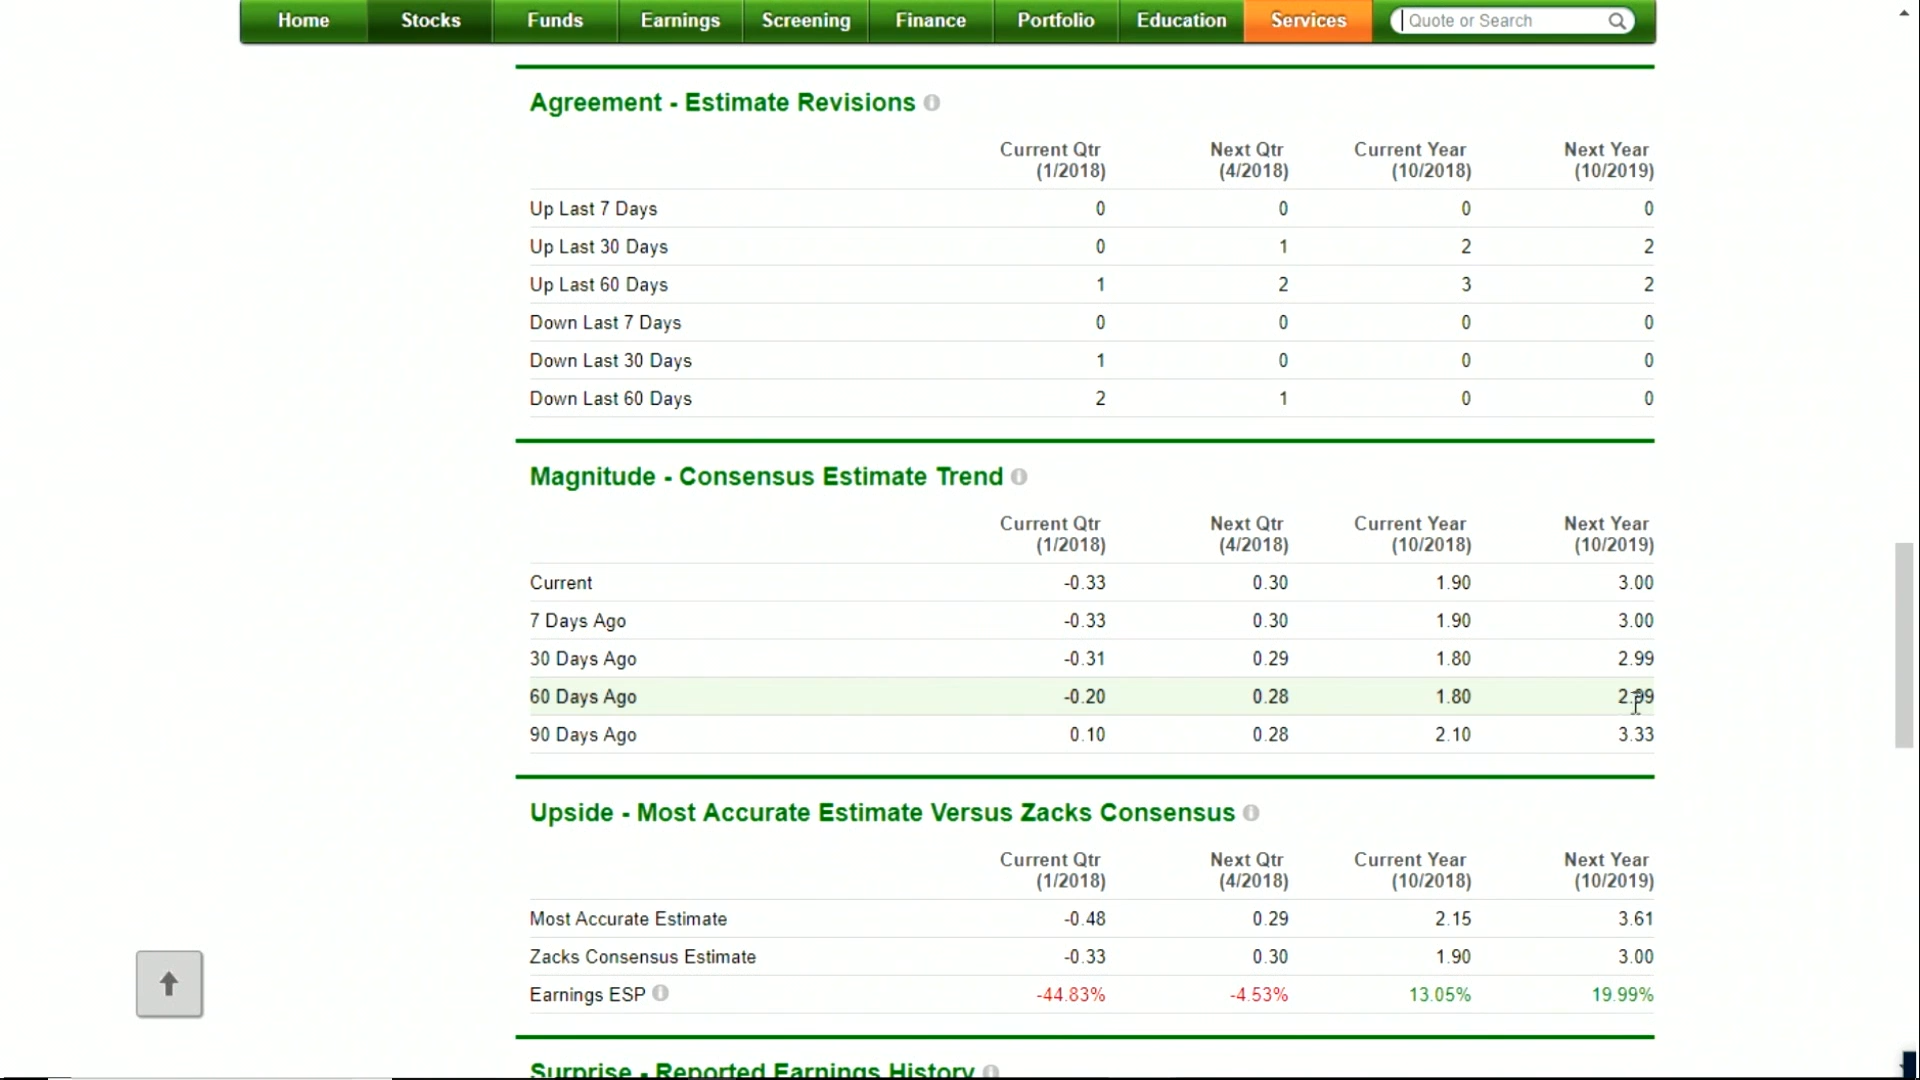 Home Stocks Funds Earnings Screening Finance Portfolio Education Services Quote or Search
Agreement - Estimate Revisions
Current Qtr Next Qtr Current Year Next Year
(1/2018) (4/2018) (10/2018) (10/2019)
Up Last 7 Days 0 0 0 0
Up Last 30 Days 0 1 2 2
Up Last 60 Days 1 2 3 2
Down Last 7 Days 0 0 0 0
Down Last 30 Days 1 0 0 0
Down Last 60 Days 2 1 0 0
Magnitude - Consensus Estimate Trend
Current Qtr Next Qtr Current Year Next Year
(1/2018) (4/2018) (10/2018) (10/2019)
Current -0.33 0.30 1.90 3.00
7 Days Ago -0.33 0.30 1.90 3.00
30 Days Ago -0.31 0.29 1.80 2.99
60 Days Ago -0.20 0.28 1.80 2.99
90 Days Ago 0.10 0.28 2.10 3.33
Upside - Most Accurate Estimate Versus Zacks Consensus
Current Qtr Next Qtr Current Year Next Year
(1/2018) (4/2018) (10/2018) (10/2019)
Most Accurate Estimate -0.48 0.29 2.15 3.61
Zacks Consensus Estimate -0.33 0.30 1.90 3.00
Earnings ESP -44.83% -4.53% 13.05% 19.99%
Surprise - Reported Earnings History